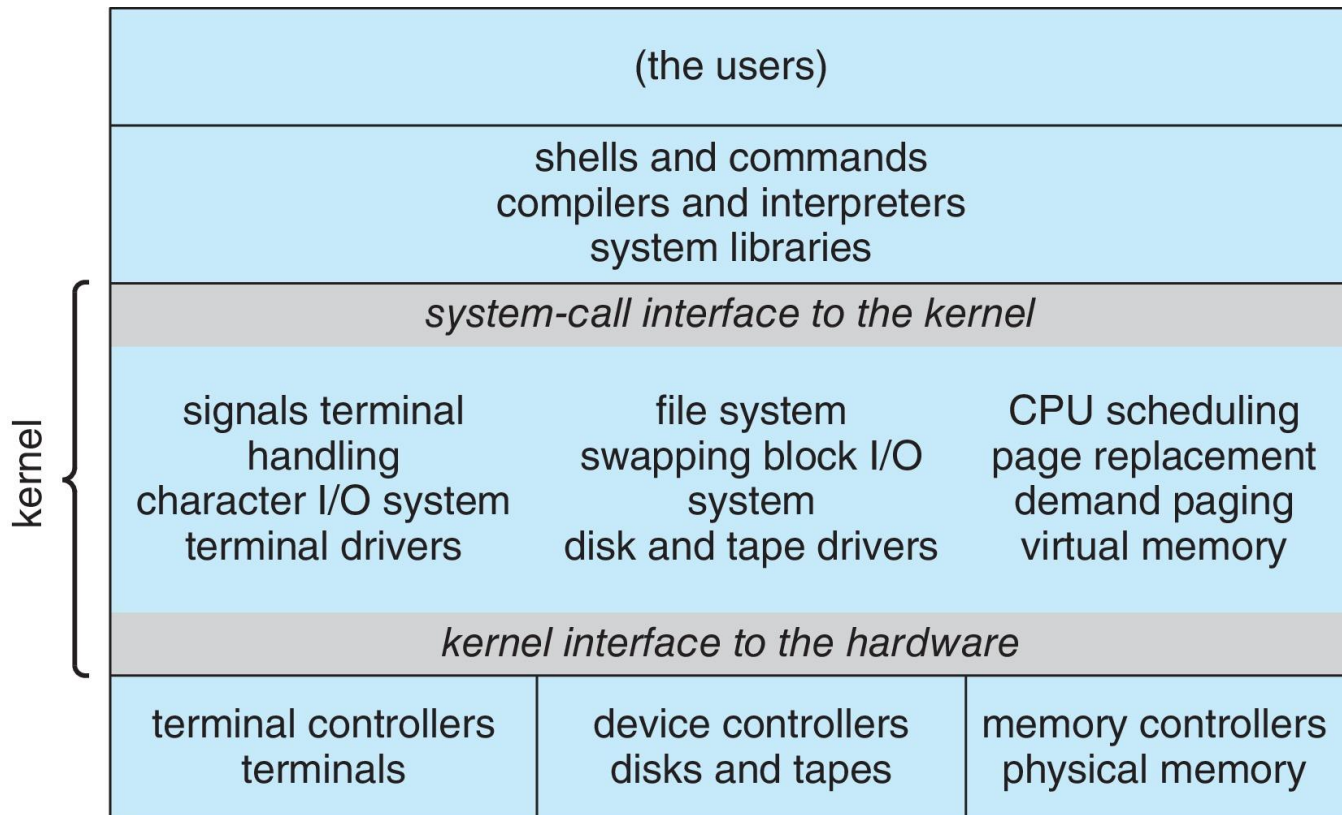 (the users)
shells and commands
compilers and interpreters
system libraries
kernel
system-call interface to the kernel
signals terminal
handling
character I/O system
terminal drivers
file system
swapping block I/O
system
disk and tape drivers
CPU scheduling
page replacement
demand paging
virtual memory
kernel interface to the hardware
terminal controllers
terminals
device controllers
disks and tapes
memory controllers
physical memory